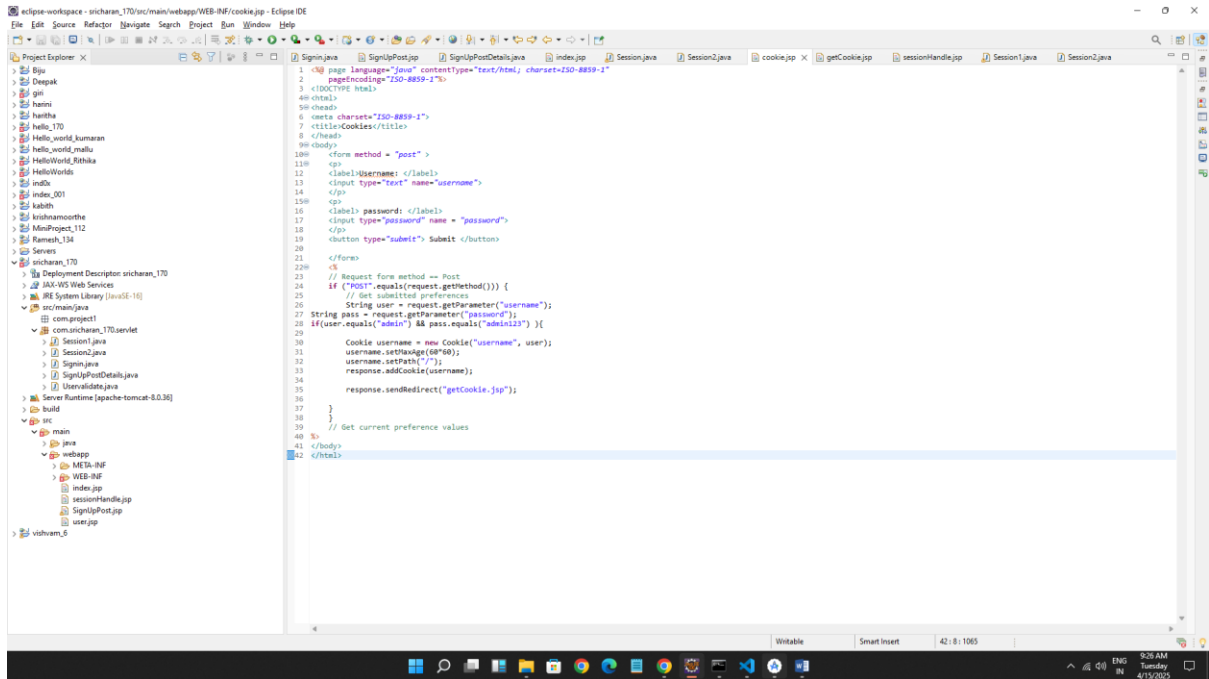 eclipse-workspace - sricharan_170/src/main/webapp/WEB-INF/cookie.jsp - Eclipse IDE
File Edit Source Refactor Navigate Search Project Run Window Help
Project Explorer
Signin.java SignUpPost.jsp SignUpPostDetails.java index.jsp Session.java Session2.java cookie.jsp getCookie.jsp sessionHandle.jsp Session1.java Session2.java
Biju
Deepak
giri
harini
haritha
hello_170
Hello_world_kumaran
hello_world_mallu
HelloWorld_Rithika
HelloWorlds
ind0x
index_001
kabith
krishnamoorthe
MiniProject_112
Ramesh_134
Servers
sricharan_170
Deployment Descriptor: sricharan_170
JAX-WS Web Services
JRE System Library [JavaSE-16]
src/main/java
com.project1
com.sricharan_170.servlet
Session1.java
Session2.java
Signin.java
SignUpPostDetails.java
Uservalidate.java
Server Runtime [apache-tomcat-8.0.36]
build
src
main
java
webapp
META-INF
WEB-INF
index.jsp
sessionHandle.jsp
SignUpPost.jsp
user.jsp
vishvam_6
1 <%@ page language="java" contentType="text/html; charset=ISO-8859-1"
2 pageEncoding="ISO-8859-1"%>
3 <!DOCTYPE html>
4 <html>
5 <head>
6 <meta charset="ISO-8859-1">
7 <title>Cookies</title>
8 </head>
9 <body>
10 <form method = "post" >
11 <p>
12 <label>Username: </label>
13 <input type="text" name="username">
14 </p>
15 <p>
16 <label> password: </label>
17 <input type="password" name = "password">
18 </p>
19 <button type="submit"> Submit </button>
20
21 </form>
22 <%
23 // Request form method == Post
24 if ("POST".equals(request.getMethod())) {
25 // Get submitted preferences
26 String user = request.getParameter("username");
27 String pass = request.getParameter("password");
28 if(user.equals("admin") && pass.equals("admin123") ){
29
30 Cookie username = new Cookie("username", user);
31 username.setMaxAge(60*60);
32 username.setPath("/");
33 response.addCookie(username);
34
35 response.sendRedirect("getCookie.jsp");
36
37 }
38 }
39 // Get current preference values
40 %>
41 </body>
42 </html>
Writable Smart Insert 42 : 8 : 1065
ENG
IN
9:26 AM
Tuesday
4/15/2025